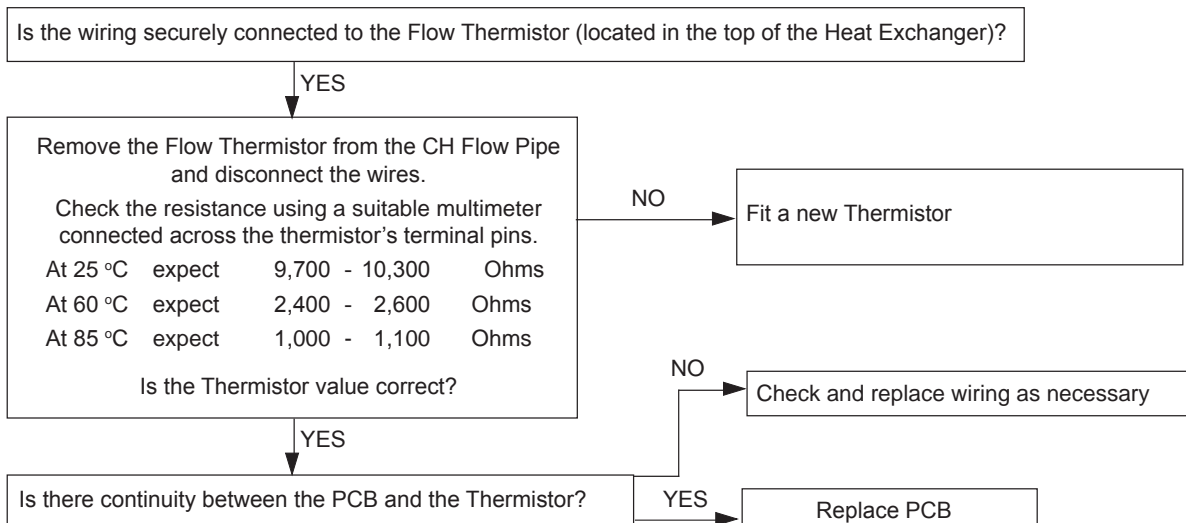 Is the wiring securely connected to the Flow Thermistor (located in the top of the Heat Exchanger)?
YES
Remove the Flow Thermistor from the CH Flow Pipe
and disconnect the wires.
Check the resistance using a suitable multimeter
connected across the thermistor’s terminal pins.
At 25 ºC expect 9,700 - 10,300 Ohms
At 60 ºC expect 2,400 - 2,600 Ohms
At 85 ºC expect 1,000 - 1,100 Ohms
Is the Thermistor value correct?
NO
Fit a new Thermistor
YES
Is there continuity between the PCB and the Thermistor?
NO
Check and replace wiring as necessary
YES
Replace PCB